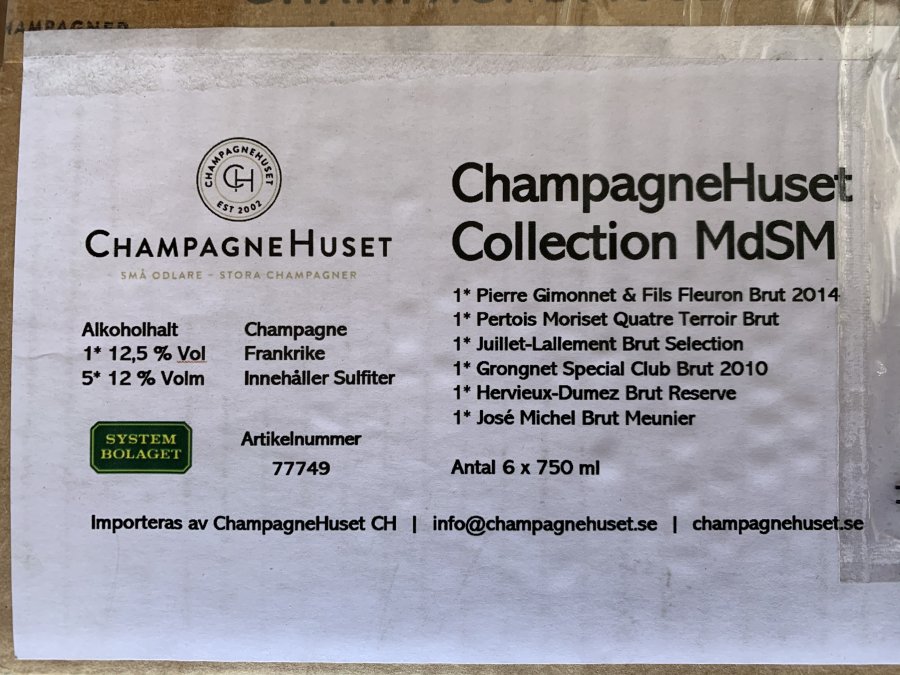 CHAMPAGNER
CHAMPAGNEHUSET
CH
EST 2002
CHAMPAGNEHUSET
SMÅ ODLARE – STORA CHAMPAGNER
Alkoholhalt
1* 12,5 % Vol
5* 12 % Volm
Champagne
Frankrike
Innehåller Sulfiter
SYSTEM
BOLAGET
Artikelnummer
77749
ChampagneHuset
Collection MdSM
1* Pierre Gimonnet & Fils Fleuron Brut 2014
1* Pertois Moriset Quatre Terroir Brut
1* Juillet-Lallement Brut Selection
1* Grongnet Special Club Brut 2010
1* Hervieux-Dumez Brut Reserve
1* José Michel Brut Meunier
Antal 6 x 750 ml
Importeras av ChampagneHuset CH | info@champagnehuset.se | champagnehuset.se